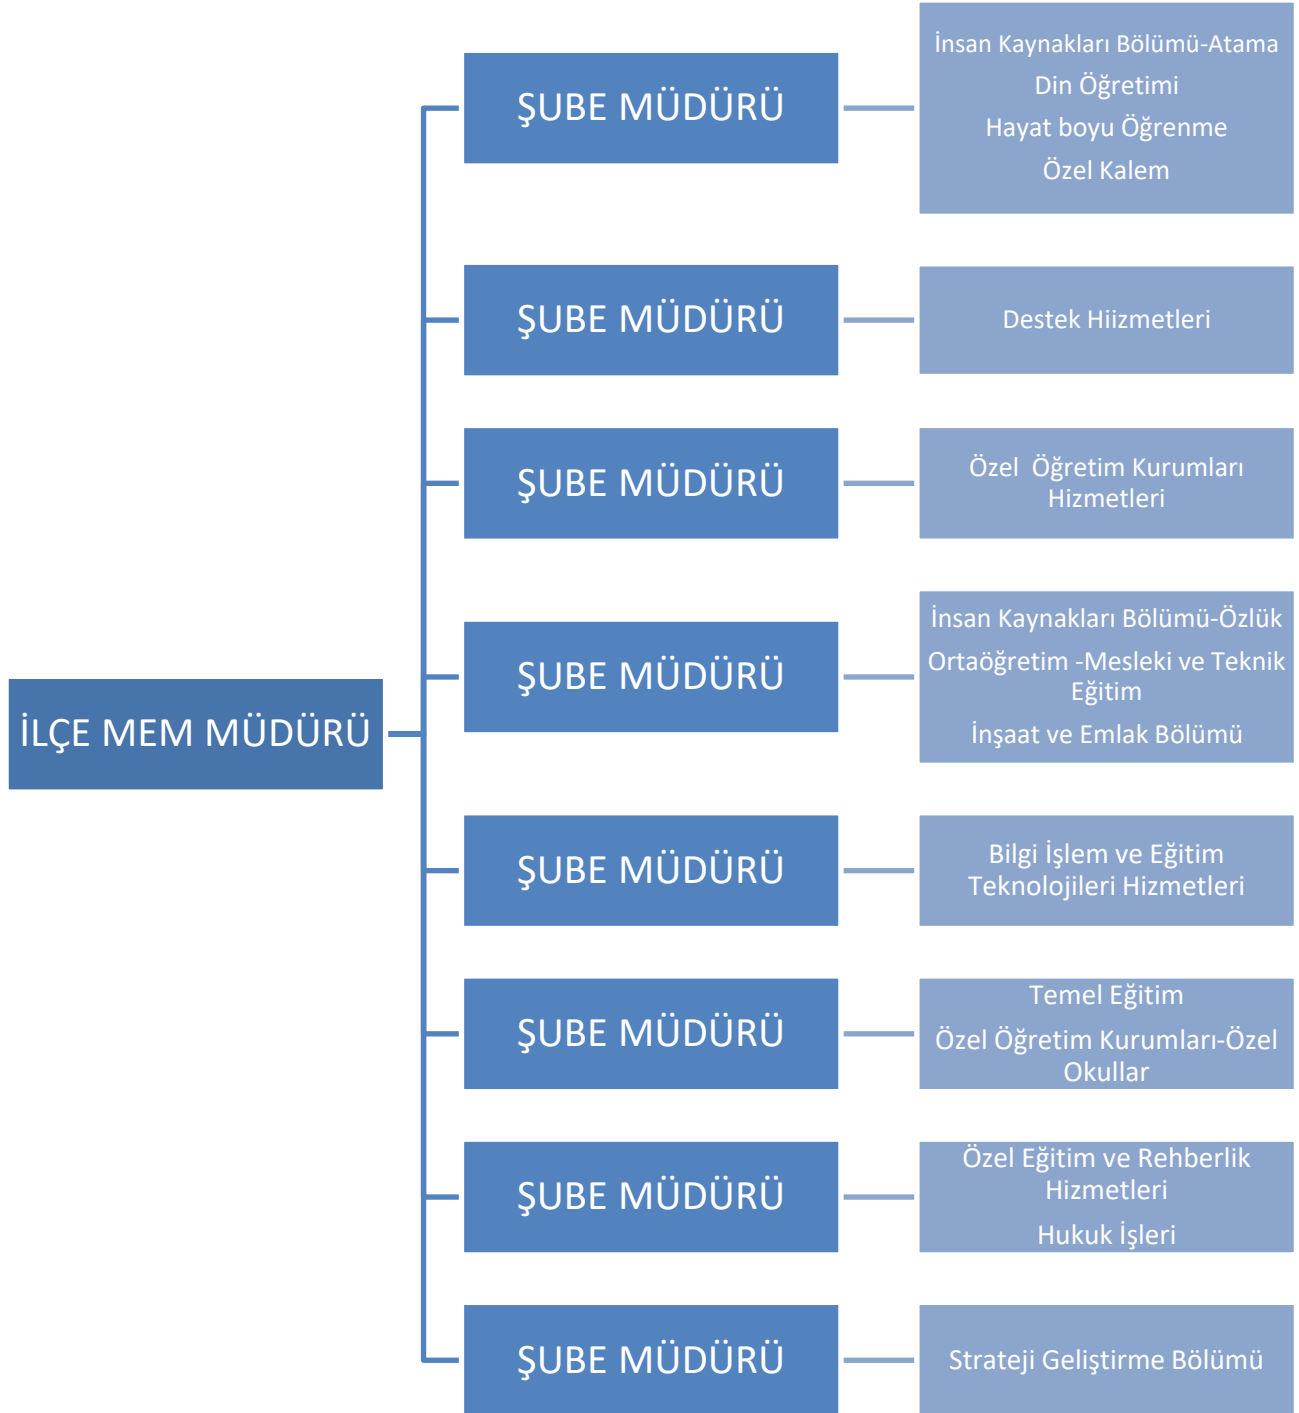 İLÇE MEM MÜDÜRÜ
ŞUBE MÜDÜRÜ
İnsan Kaynakları Bölümü-Atama
Din Öğretimi
Hayat boyu Öğrenme
Özel Kalem
ŞUBE MÜDÜRÜ
Destek Hiizmetleri
ŞUBE MÜDÜRÜ
Özel  Öğretim Kurumları
Hizmetleri
ŞUBE MÜDÜRÜ
İnsan Kaynakları Bölümü-Özlük
Ortaöğretim -Mesleki ve Teknik
Eğitim
İnşaat ve Emlak Bölümü
ŞUBE MÜDÜRÜ
Bilgi İşlem ve Eğitim
Teknolojileri Hizmetleri
ŞUBE MÜDÜRÜ
Temel Eğitim
Özel Öğretim Kurumları-Özel
Okullar
ŞUBE MÜDÜRÜ
Özel Eğitim ve Rehberlik
Hizmetleri
Hukuk İşleri
ŞUBE MÜDÜRÜ
Strateji Geliştirme Bölümü